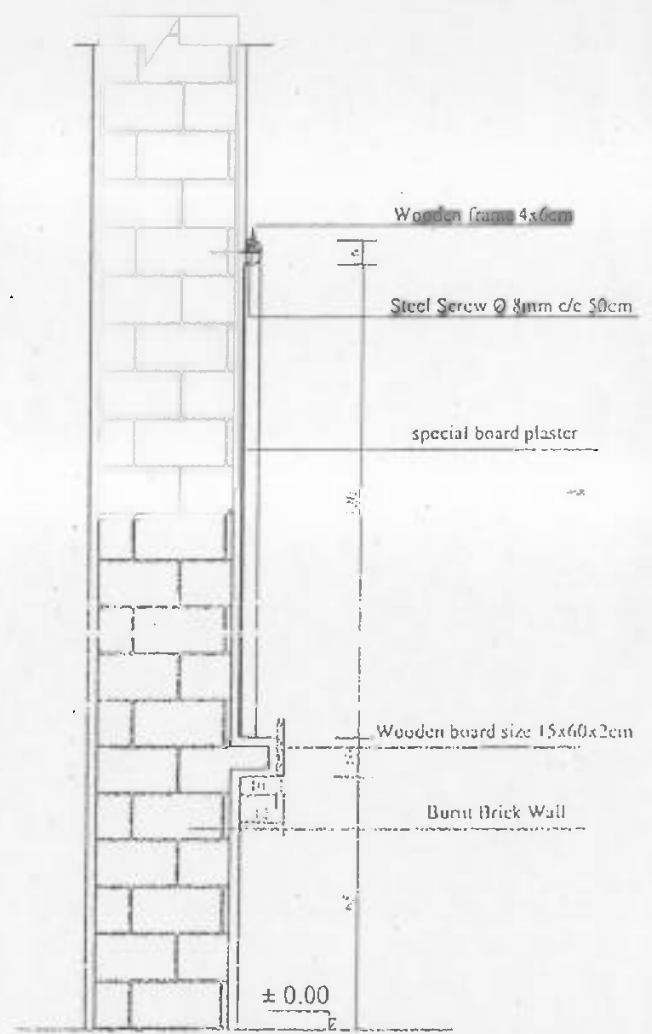 Wooden frame 4x6cm
Steel Screw Ø 8mm c/c 50cm
special board plaster
Wooden board size 15x60x2cm
Burnt Brick Wall
± 0.00